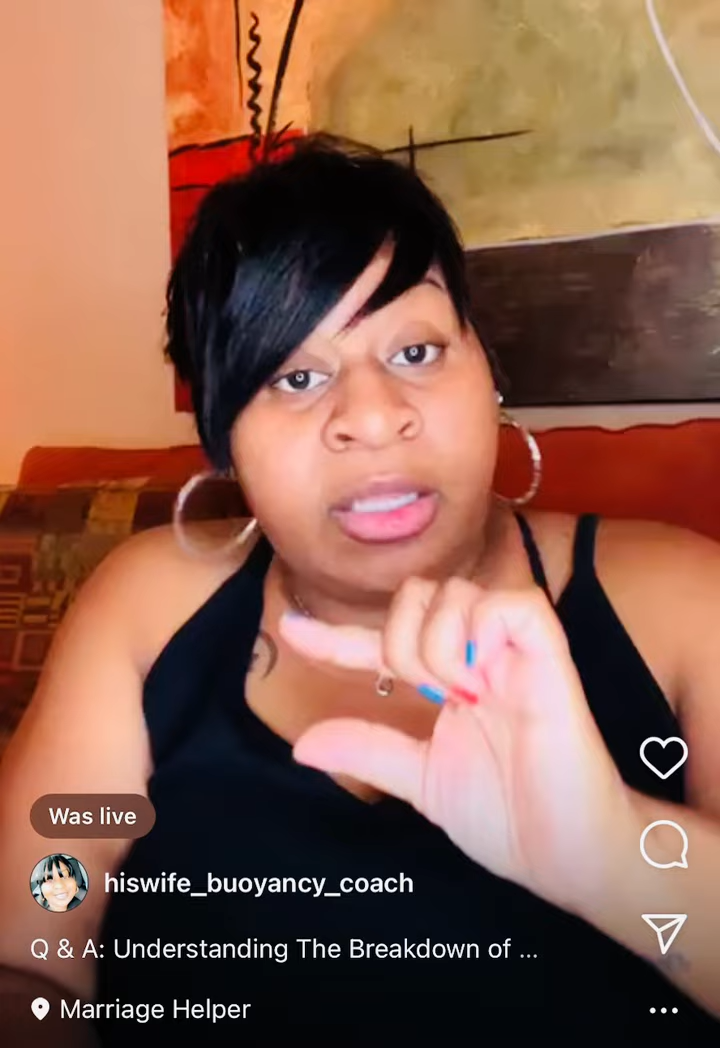 Was live
hiswife_buoyancy_coach
Q & A: Understanding The Breakdown of ...
Marriage Helper